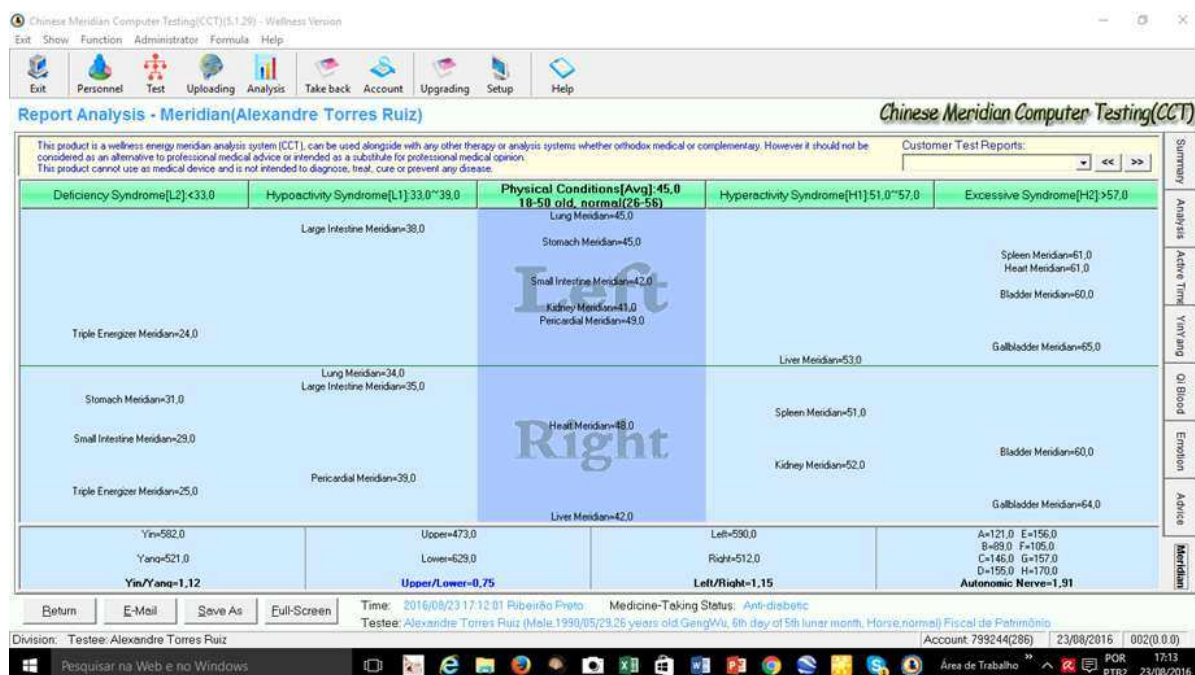 Chinese Meridian Computer Testing(CCT)(5.1.29) - Wellness Version
Exit Show Function Administrator Formula Help
Exit Personnel Test Uploading Analysis Take back Account Upgrading Setup Help
Report Analysis - Meridian(Alexandre Torres Ruiz)
Chinese Meridian Computer Testing(CCT)
This product is a wellness energy meridian analysis system (CCT), can be used alongside with any other therapy or analysis systems whether orthodox medical or complementary. However it should not be
considered as an alternative to professional medical advice or intended as a substitute for professional medical opinion.
This product cannot use as medical device and is not intended to diagnose, treat, cure or prevent any disease.
Customer Test Reports:
<< >>
Deficiency Syndrome[L2]:<33,0
Hypoactivity Syndrome[L1]:33,0~39,0
Physical Conditions[Avg]:45,0
18-50 old, normal(26-56)
Hyperactivity Syndrome[H1]:51,0~57,0
Excessive Syndrome[H2]:>57,0
Left
Lung Meridian=45,0
Large Intestine Meridian=38,0
Stomach Meridian=45,0
Spleen Meridian=61,0
Heart Meridian=61,0
Small Intestine Meridian=42,0
Bladder Meridian=60,0
Kidney Meridian=41,0
Pericardial Meridian=49,0
Triple Energizer Meridian=24,0
Gallbladder Meridian=65,0
Liver Meridian=53,0
Right
Lung Meridian=34,0
Large Intestine Meridian=35,0
Stomach Meridian=31,0
Spleen Meridian=51,0
Heart Meridian=48,0
Small Intestine Meridian=29,0
Bladder Meridian=60,0
Kidney Meridian=52,0
Pericardial Meridian=39,0
Triple Energizer Meridian=25,0
Gallbladder Meridian=64,0
Liver Meridian=42,0
Yin=582,0
Yang=521,0
Yin/Yang=1,12
Upper=473,0
Lower=629,0
Upper/Lower=0,75
Left=590,0
Right=512,0
Left/Right=1,15
A=121,0 E=156,0
B=89,0 F=105,0
C=146,0 G=157,0
D=155,0 H=170,0
Autonomic Nerve=1,91
Summary
Analysis
Active Time
YinYang
Qi Blood
Emotion
Advice
Meridian
Return E-Mail Save As Full-Screen
Time: 2016/08/23 17:12:01 Ribeirão Preto Medicine-Taking Status: Anti-diabetic
Testee: Alexandre Torres Ruiz (Male,1990/05/29,26 years old,GengWu, 6th day of 5th lunar month, Horse,normal) Fiscal de Patrimônio
Division: Testee: Alexandre Torres Ruiz Account: 799244(286) 23/08/2016 002(0.0.0)
Pesquisar na Web e no Windows
Área de Trabalho
POR
PTB2
17:13
23/08/2016